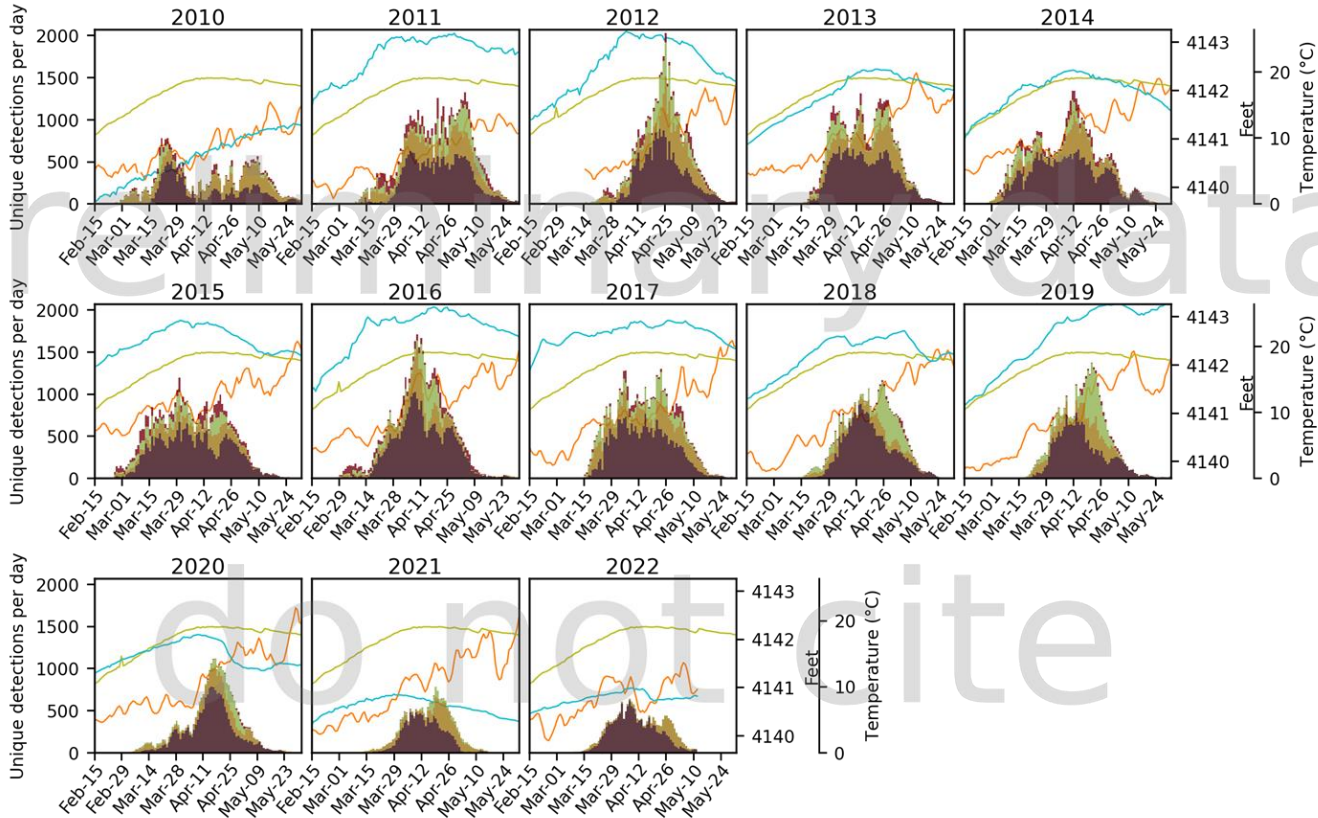 2010 2011 2012 2013 2014
Unique detections per day
2000
1500
1000
500
0
4143
4142
4141
4140
Feet
20
10
0
Temperature (°C)
Feb-15 Mar-01 Mar-15 Mar-29 Apr-12 Apr-26 May-10 May-24
Feb-15 Mar-01 Mar-15 Mar-29 Apr-12 Apr-26 May-10 May-24
Feb-15 Feb-29 Mar-14 Mar-28 Apr-11 Apr-25 May-09 May-23
Feb-15 Mar-01 Mar-15 Mar-29 Apr-12 Apr-26 May-10 May-24
Feb-15 Mar-01 Mar-15 Mar-29 Apr-12 Apr-26 May-10 May-24
reliminary data
2015 2016 2017 2018 2019
Unique detections per day
2000
1500
1000
500
0
4143
4142
4141
4140
Feet
20
10
0
Temperature (°C)
Feb-15 Mar-01 Mar-15 Mar-29 Apr-12 Apr-26 May-10 May-24
Feb-15 Feb-29 Mar-14 Mar-28 Apr-11 Apr-25 May-09 May-23
Feb-15 Mar-01 Mar-15 Mar-29 Apr-12 Apr-26 May-10 May-24
Feb-15 Mar-01 Mar-15 Mar-29 Apr-12 Apr-26 May-10 May-24
Feb-15 Mar-01 Mar-15 Mar-29 Apr-12 Apr-26 May-10 May-24
2020 2021 2022
Unique detections per day
2000
1500
1000
500
0
4143
4142
4141
4140
Feet
20
10
0
Temperature (°C)
do not cite
Feb-15 Feb-29 Mar-14 Mar-28 Apr-11 Apr-25 May-09 May-23
Feb-15 Mar-01 Mar-15 Mar-29 Apr-12 Apr-26 May-10 May-24
Feb-15 Mar-01 Mar-15 Mar-29 Apr-12 Apr-26 May-10 May-24